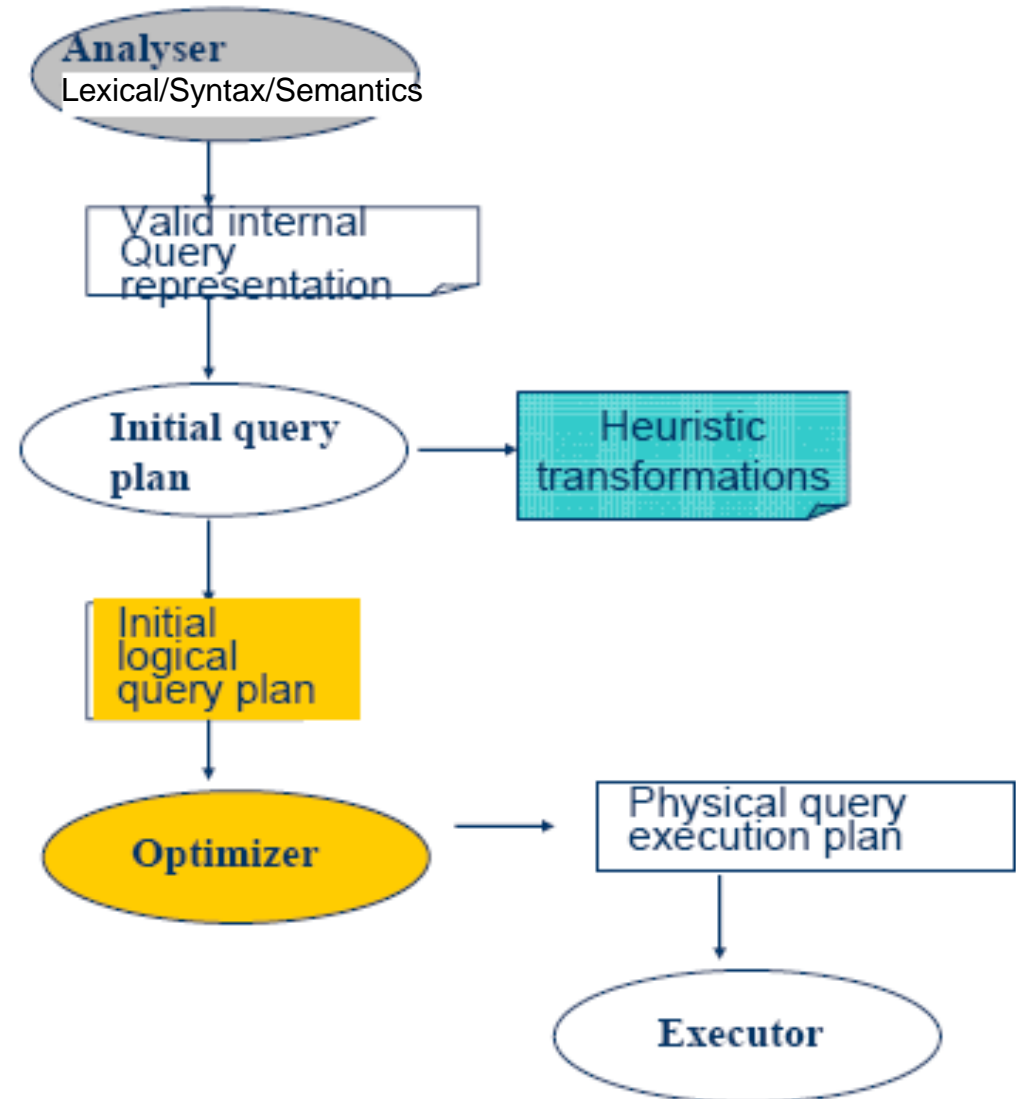 Analyser
Lexical/Syntax/Semantics
Valid internal
Query
representation
Initial query
plan
Heuristic
transformations
Initial
logical
query plan
Optimizer
Physical query
execution plan
Executor